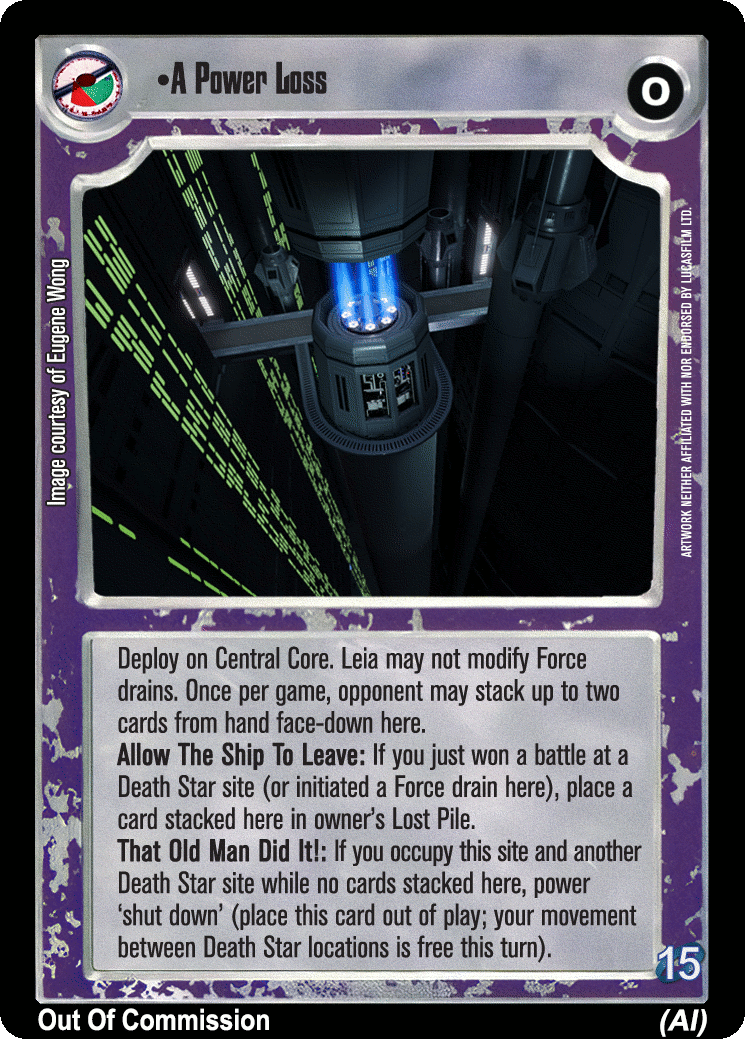 •A Power Loss
O
Image courtesy of Eugene Wong
ARTWORK NEITHER AFFILIATED WITH NOR ENDORSED BY LUCASFILM LTD.
Deploy on Central Core. Leia may not modify Force
drains. Once per game, opponent may stack up to two
cards from hand face-down here.
Allow The Ship To Leave: If you just won a battle at a
Death Star site (or initiated a Force drain here), place a
card stacked here in owner's Lost Pile.
That Old Man Did It!: If you occupy this site and another
Death Star site while no cards stacked here, power
‘shut down’ (place this card out of play; your movement
between Death Star locations is free this turn).
15
Out Of Commission
(AI)